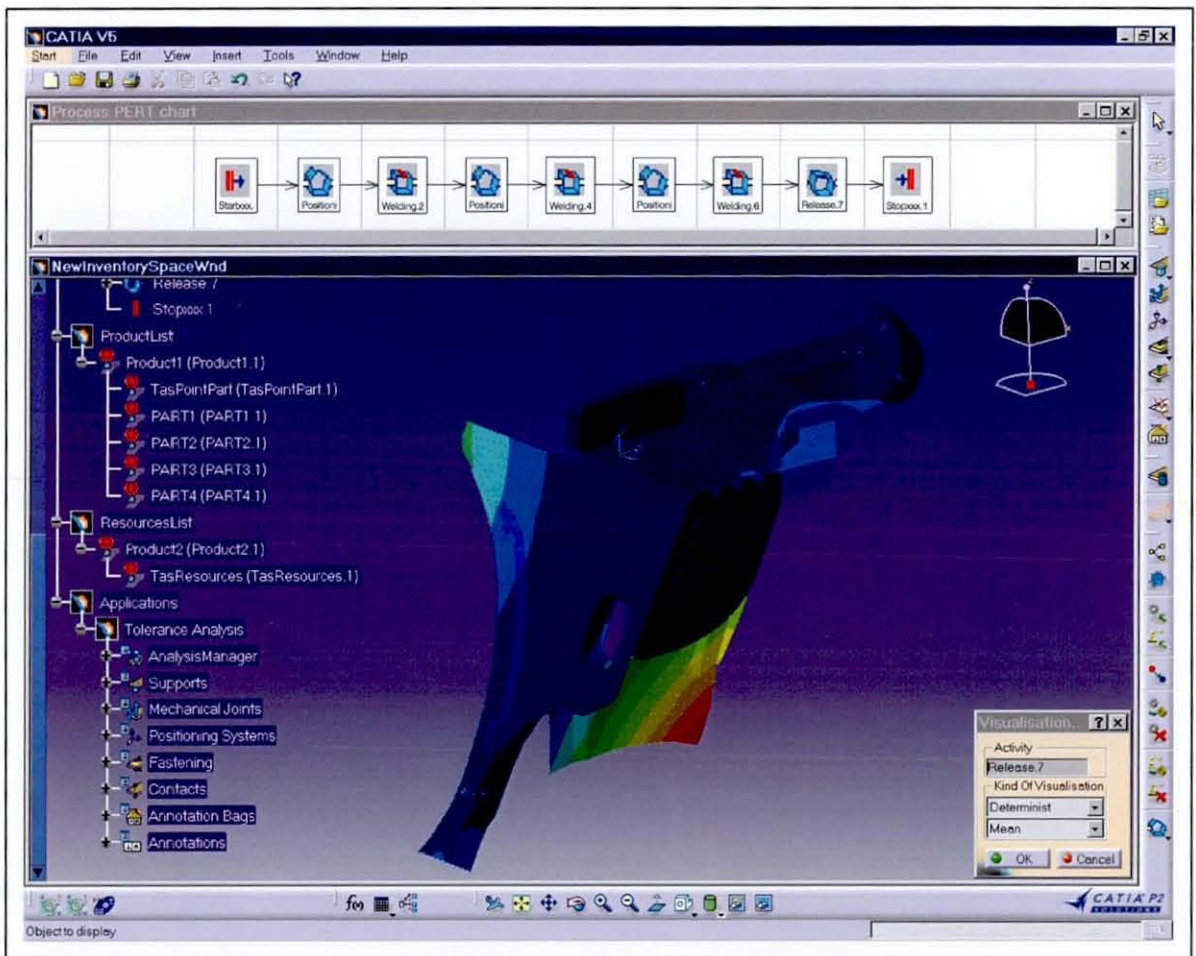 CATIA V5
Start File Edit View Insert Tools Window Help
Process PERT chart
Startxxx. Positioni Welding.2 Positioni Welding.4 Positioni Welding.6 Release.7 Stopxxx.1
NewInventorySpaceWnd
Release.7
Stopxxx.1
ProductList
Product1 (Product1.1)
TasPointPart (TasPointPart.1)
PART1 (PART1.1)
PART2 (PART2.1)
PART3 (PART3.1)
PART4 (PART4.1)
ResourcesList
Product2 (Product2.1)
TasResources (TasResources.1)
Applications
Tolerance Analysis
AnalysisManager
Supports
Mechanical Joints
Positioning Systems
Fastening
Contacts
Annotation Bags
Annotations
Visualisation...
Activity
Release.7
Kind Of Visualisation
Determinist
Mean
OK Cancel
f(x)
CATIA P2
SOLUTIONS
Object to display